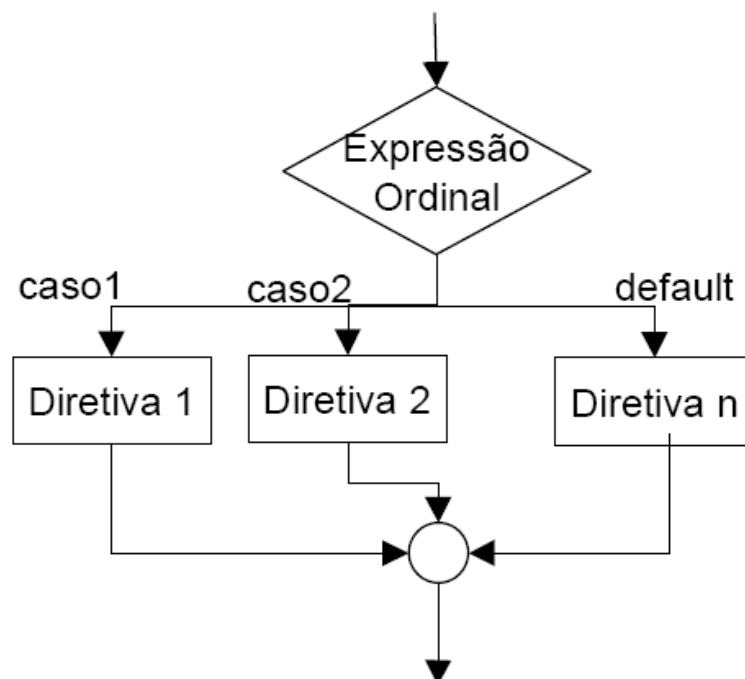 Expressão
Ordinal
caso1
caso2
default
Diretiva 1
Diretiva 2
Diretiva n